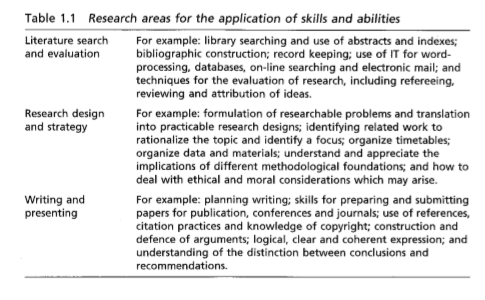 Table 1.1 Research areas for the application of skills and abilities
Literature search For example: library searching and use of abstracts and indexes;
and evaluation bibliographic construction; record keeping; use of IT for word-
processing, databases, on-line searching and electronic mail; and
techniques for the evaluation of research, including refereeing,
reviewing and attribution of ideas.
Research design For example: formulation of researchable problems and translation
and strategy into practicable research designs; identifying related work to
rationalize the topic and identify a focus; organize timetables;
organize data and materials; understand and appreciate the
implications of different methodological foundations; and how to
deal with ethical and moral considerations which may arise.
Writing and For example: planning writing; skills for preparing and submitting
presenting papers for publication, conferences and journals; use of references,
citation practices and knowledge of copyright; construction and
defence of arguments; logical, clear and coherent expression; and
understanding of the distinction between conclusions and
recommendations.